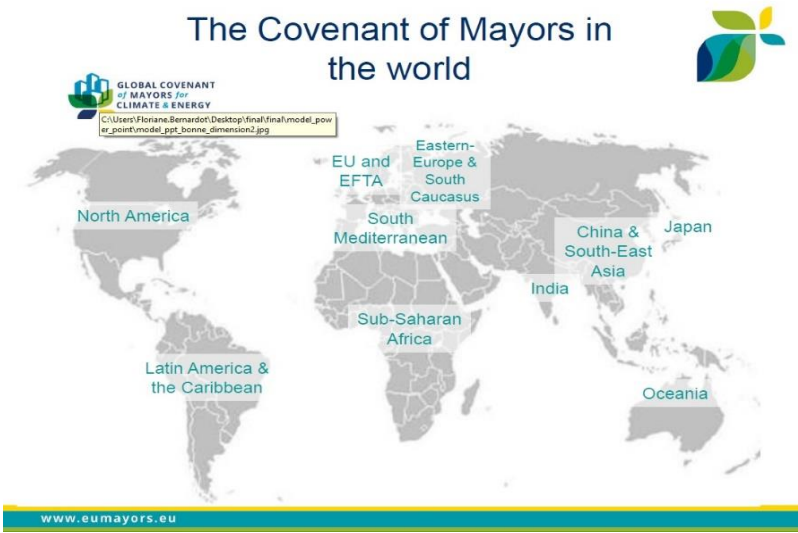 The Covenant of Mayors in
the world
GLOBAL COVENANT
of MAYORS for
CLIMATE & ENERGY
C:\Users\Floriane.Bernardot\Desktop\final\final\model_pow
er_point\model_ppt_bonne_dimension2.jpg
Eastern-
Europe &
South
Caucasus
EU and
EFTA
North America
South
Mediterranean
China &
South-East
Asia
Japan
India
Sub-Saharan
Africa
Latin America &
the Caribbean
Oceania
www.eumayors.eu